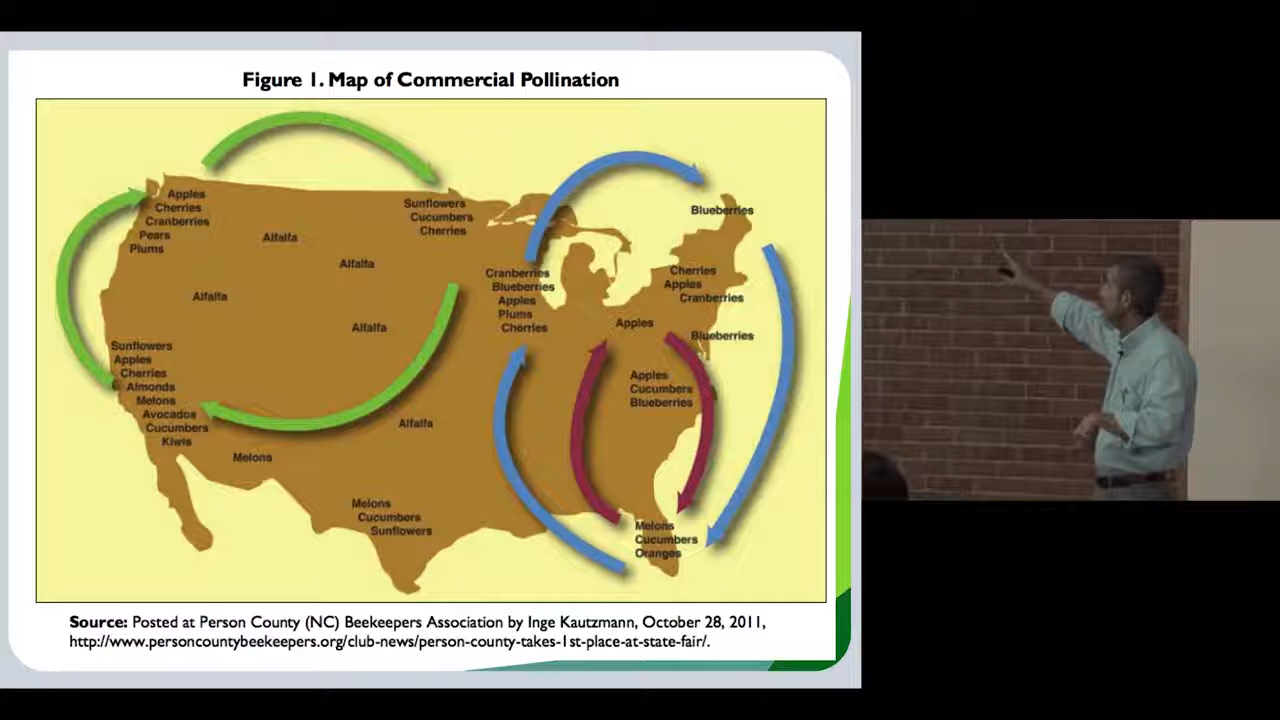 Figure 1. Map of Commercial Pollination
Apples
Cherries
Cranberries
Pears
Plums
Alfalfa
Alfalfa
Alfalfa
Alfalfa
Alfalfa
Sunflowers
Cucumbers
Cherries
Sunflowers
Apples
Cherries
Almonds
Melons
Avocados
Cucumbers
Kiwis
Melons
Melons
Cucumbers
Sunflowers
Cranberries
Blueberries
Apples
Plums
Cherries
Blueberries
Cherries
Apples
Cranberries
Apples
Blueberries
Apples
Cucumbers
Blueberries
Melons
Cucumbers
Oranges
Source: Posted at Person County (NC) Beekeepers Association by Inge Kautzmann, October 28, 2011,
http://www.personcountybeekeepers.org/club-news/person-county-takes-1st-place-at-state-fair/.